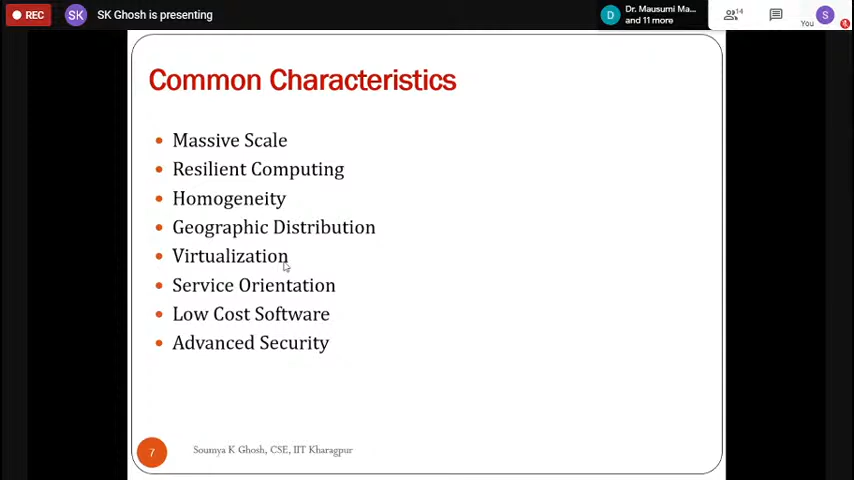 REC
SK
SK Ghosh is presenting
D
Dr. Mausumi Ma...
and 11 more
14
You
S
Common Characteristics
• Massive Scale
• Resilient Computing
• Homogeneity
• Geographic Distribution
• Virtualization
• Service Orientation
• Low Cost Software
• Advanced Security
7
Soumya K Ghosh, CSE, IIT Kharagpur